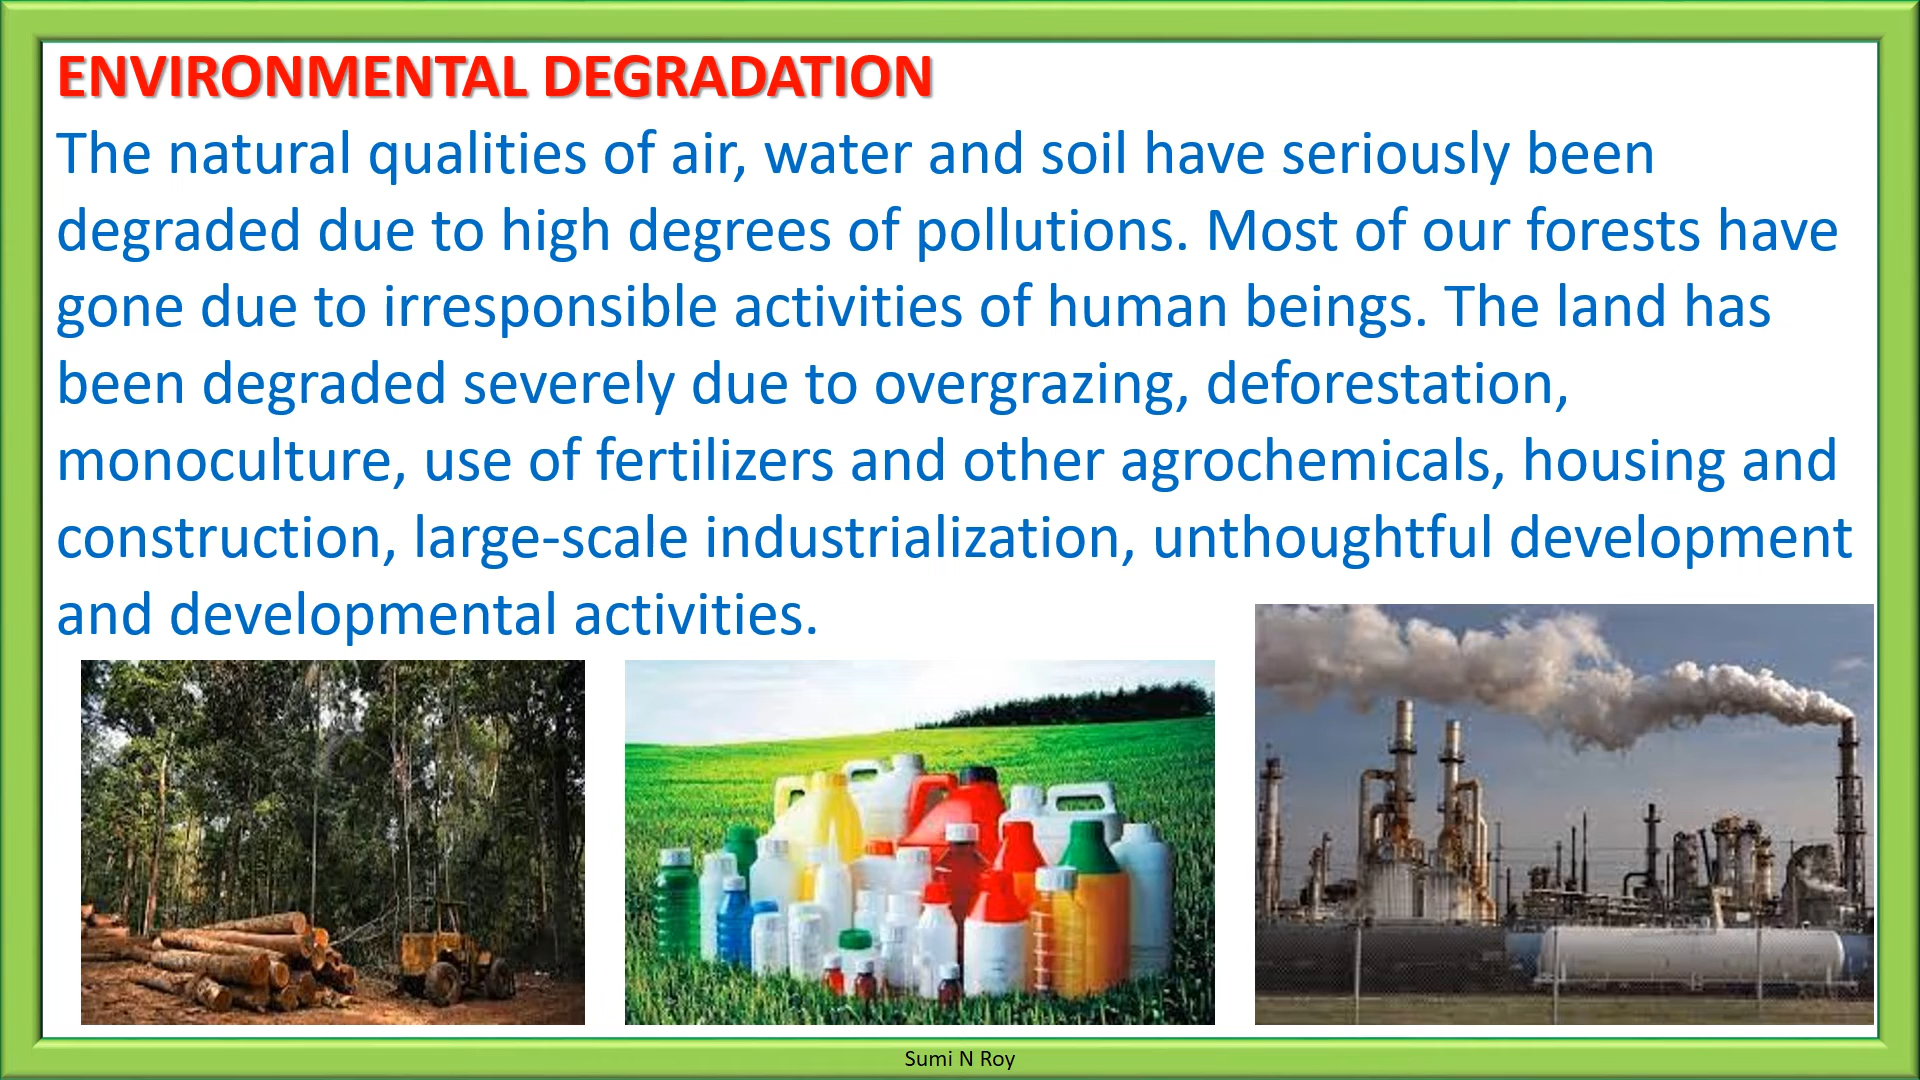 ENVIRONMENTAL DEGRADATION
The natural qualities of air, water and soil have seriously been
degraded due to high degrees of pollutions. Most of our forests have
gone due to irresponsible activities of human beings. The land has
been degraded severely due to overgrazing, deforestation,
monoculture, use of fertilizers and other agrochemicals, housing and
construction, large-scale industrialization, unthoughtful development
and developmental activities.
Sumi N Roy